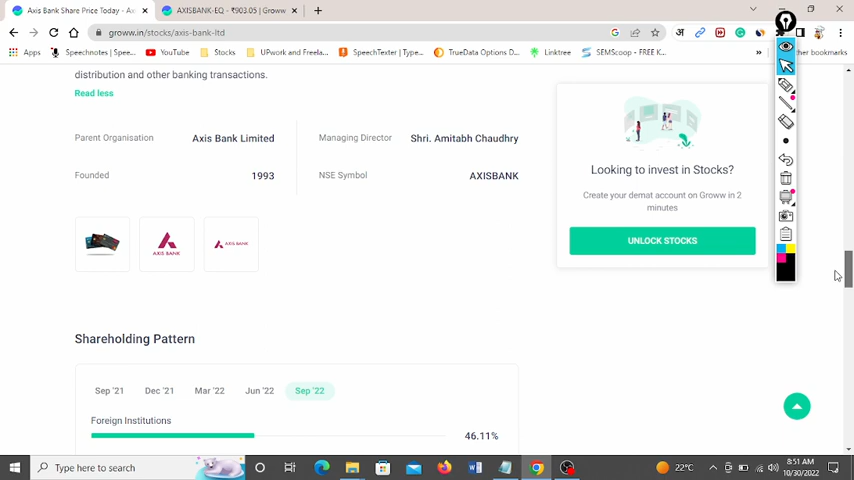 Axis Bank Share Price Today - Ax
AXISBANK-EQ - ₹903.05 | Groww
groww.in/stocks/axis-bank-ltd
Apps
Speechnotes | Spee...
YouTube
Stocks
UPwork and Freela...
SpeechTexter | Type...
TrueData Options D...
Linktree
SEMScoop - FREE K...
»
her bookmarks
distribution and other banking transactions.
Read less
Parent Organisation
Axis Bank Limited
Managing Director
Shri. Amitabh Chaudhry
Founded
1993
NSE Symbol
AXISBANK
AXIS BANK
AXIS BANK
Looking to invest in Stocks?
Create your demat account on Groww in 2
minutes
UNLOCK STOCKS
Shareholding Pattern
Sep '21
Dec '21
Mar '22
Jun '22
Sep '22
Foreign Institutions
46.11%
Type here to search
22°C
8:51 AM
10/30/2022